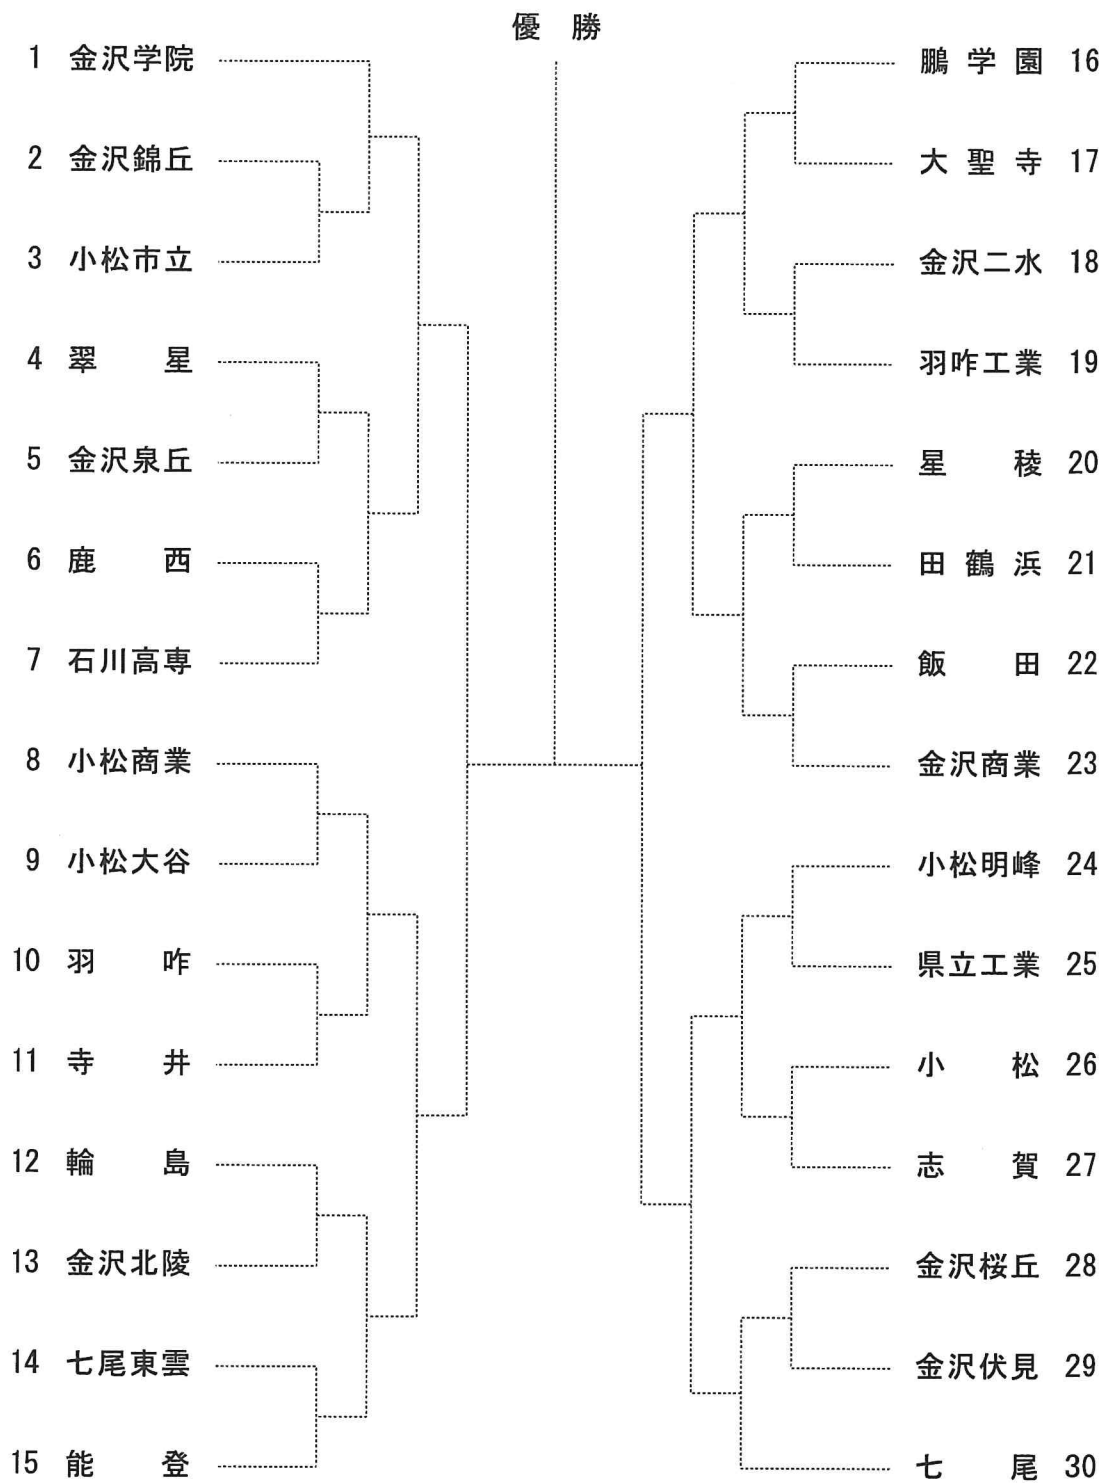 優勝
1 金沢学院
2 金沢錦丘
3 小松市立
4 翠星
5 金沢泉丘
6 鹿西
7 石川高専
8 小松商業
9 小松大谷
10 羽咋
11 寺井
12 輪島
13 金沢北陵
14 七尾東雲
15 能登
鵬学園 16
大聖寺 17
金沢二水 18
羽咋工業 19
星稜 20
田鶴浜 21
飯田 22
金沢商業 23
小松明峰 24
県立工業 25
小松 26
志賀 27
金沢桜丘 28
金沢伏見 29
七尾 30